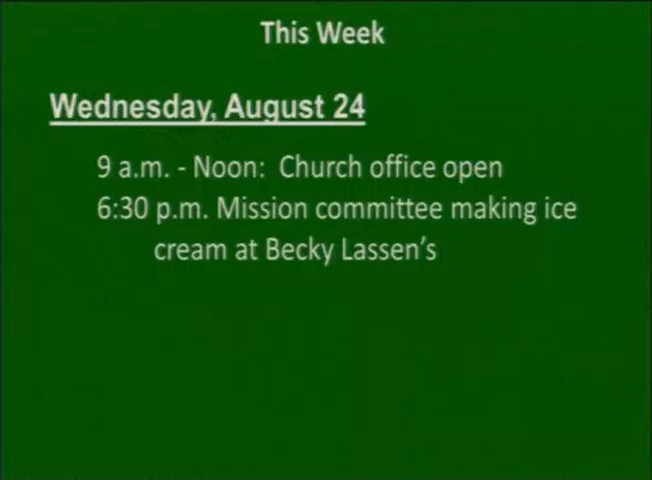 This Week
Wednesday, August 24
9 a.m. - Noon:  Church office open
6:30 p.m. Mission committee making ice
cream at Becky Lassen's